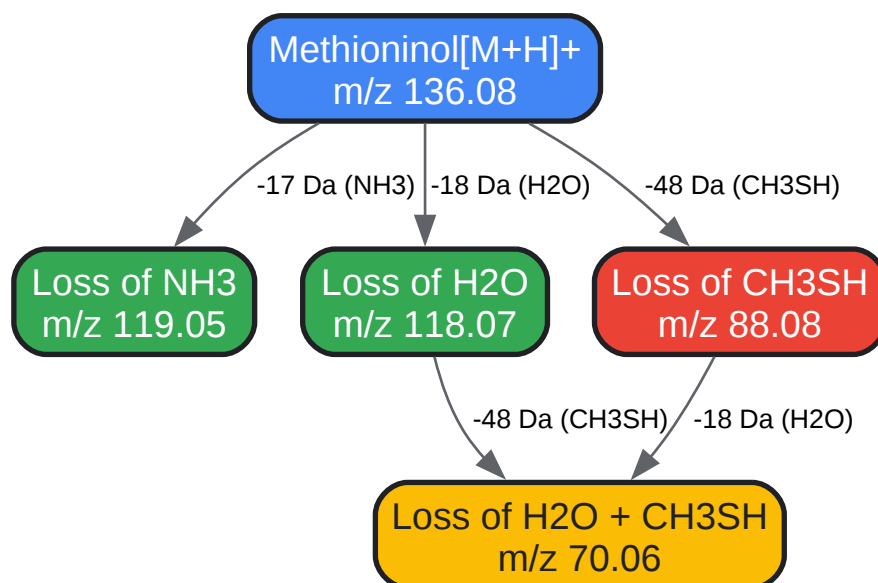 Methioninol[M+H]+
m/z 136.08
-17 Da (NH3)
-18 Da (H2O)
-48 Da (CH3SH)
Loss of NH3
m/z 119.05
Loss of H2O
m/z 118.07
Loss of CH3SH
m/z 88.08
-48 Da (CH3SH)
-18 Da (H2O)
Loss of H2O + CH3SH
m/z 70.06